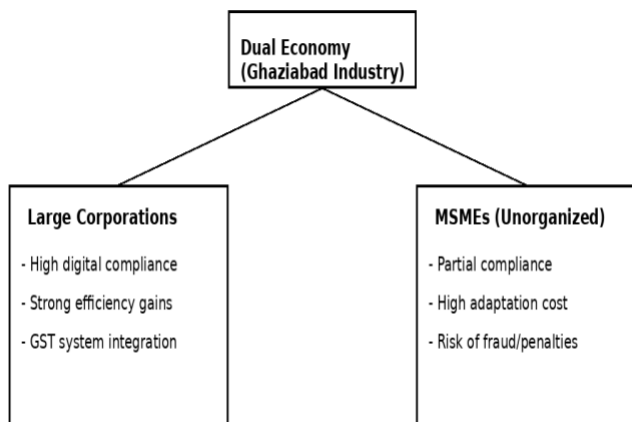 Dual Economy
(Ghaziabad Industry)
Large Corporations
- High digital compliance
- Strong efficiency gains
- GST system integration
MSMEs (Unorganized)
- Partial compliance
- High adaptation cost
- Risk of fraud/penalties